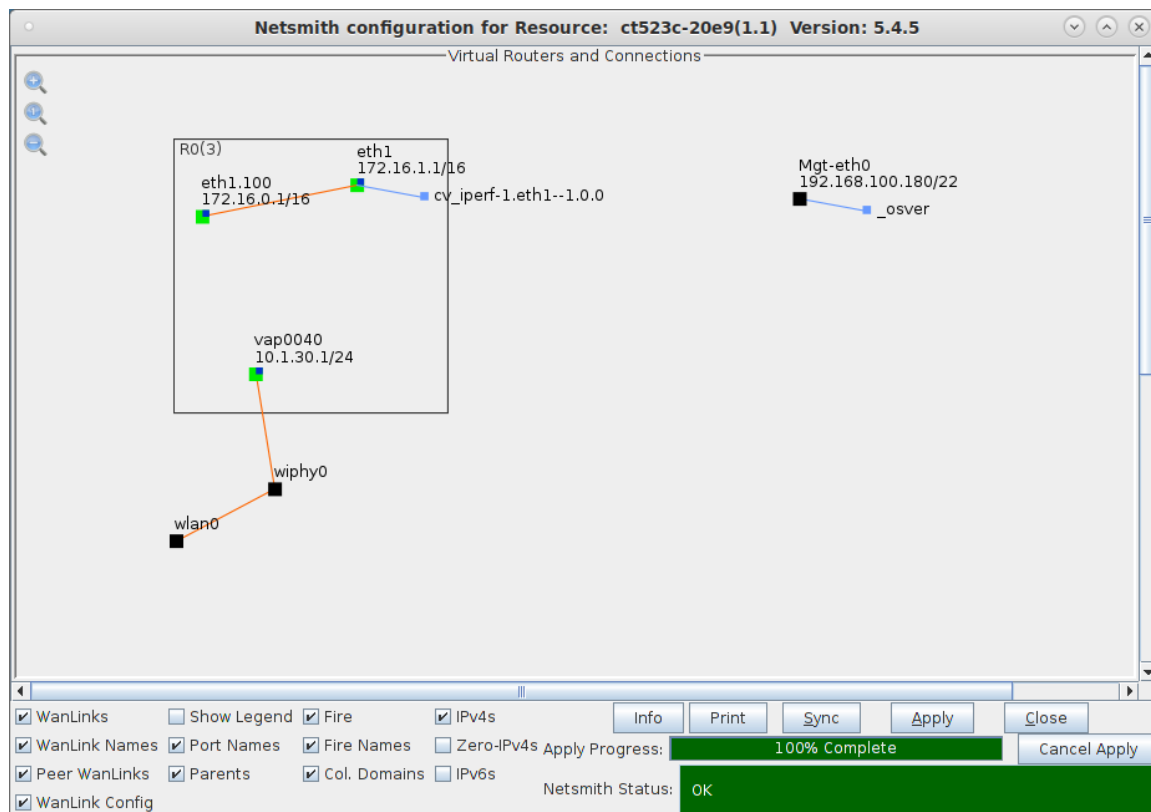 Netsmith configuration for Resource:  ct523c-20e9(1.1)  Version: 5.4.5
Virtual Routers and Connections
R0(3)
eth1
172.16.1.1/16
eth1.100
172.16.0.1/16
cv_iperf-1.eth1--1.0.0
Mgt-eth0
192.168.100.180/22
_osver
vap0040
10.1.30.1/24
wiphy0
wlan0
WanLinks Show Legend Fire IPv4s Info Print Sync Apply Close
WanLink Names Port Names Fire Names Zero-IPv4s Apply Progress: 100% Complete Cancel Apply
Peer WanLinks Parents Col. Domains IPv6s
Netsmith Status: OK
WanLink Config